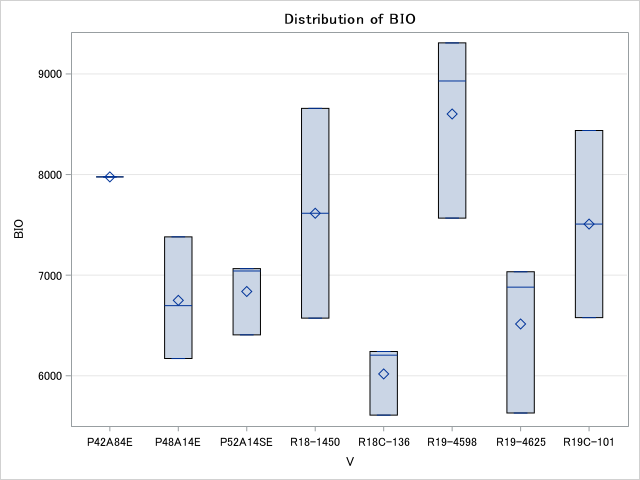 Distribution of BIO
9000
8000
7000
6000
BIO
P42A84E P48A14E P52A14SE R18-1450 R18C-136 R19-4598 R19-4625 R19C-101
V